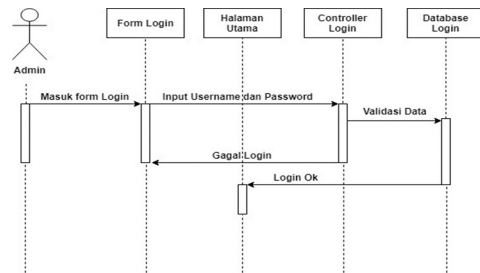 Form Login
Halaman
Utama
Controller
Login
Database
Login
Admin
Masuk form Login
Input Username dan Password
Validasi Data
Gagal Login
Login Ok